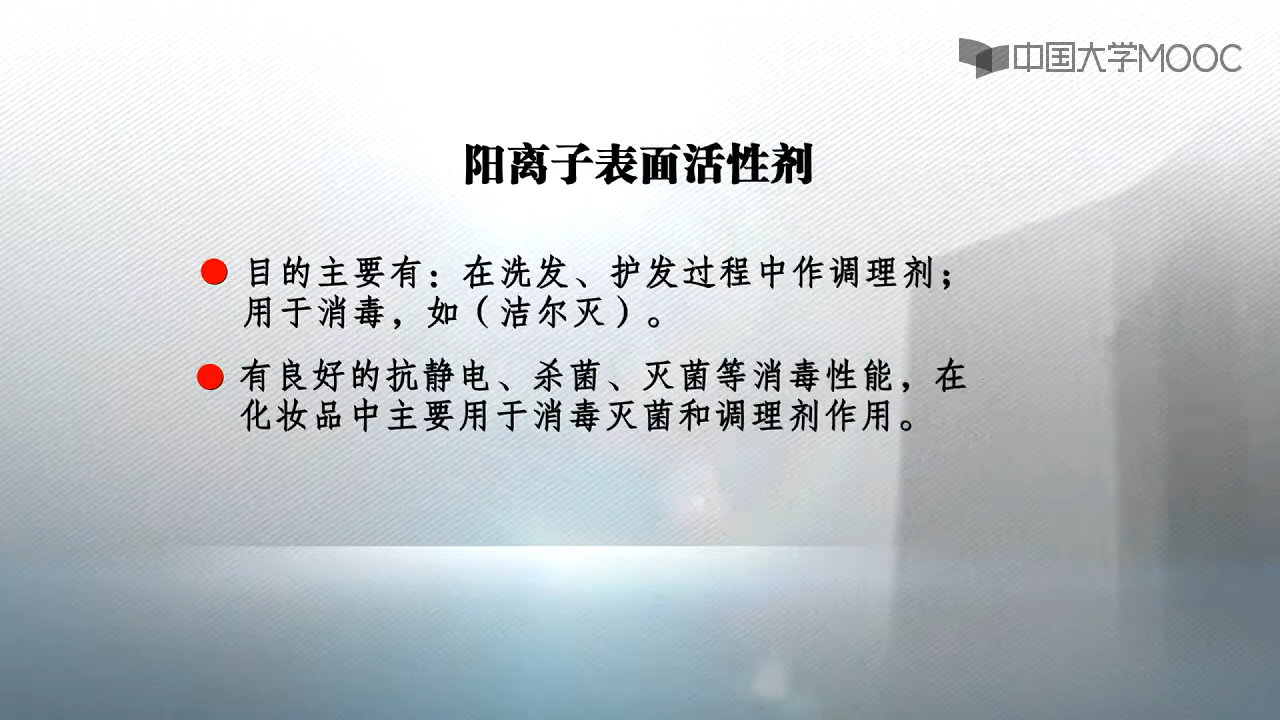 中国大学MOOC
阳离子表面活性剂
目的主要有：在洗发、护发过程中作调理剂；
用于消毒，如（洁尔灭）。
有良好的抗静电、杀菌、灭菌等消毒性能，在
化妆品中主要用于消毒灭菌和调理剂作用。